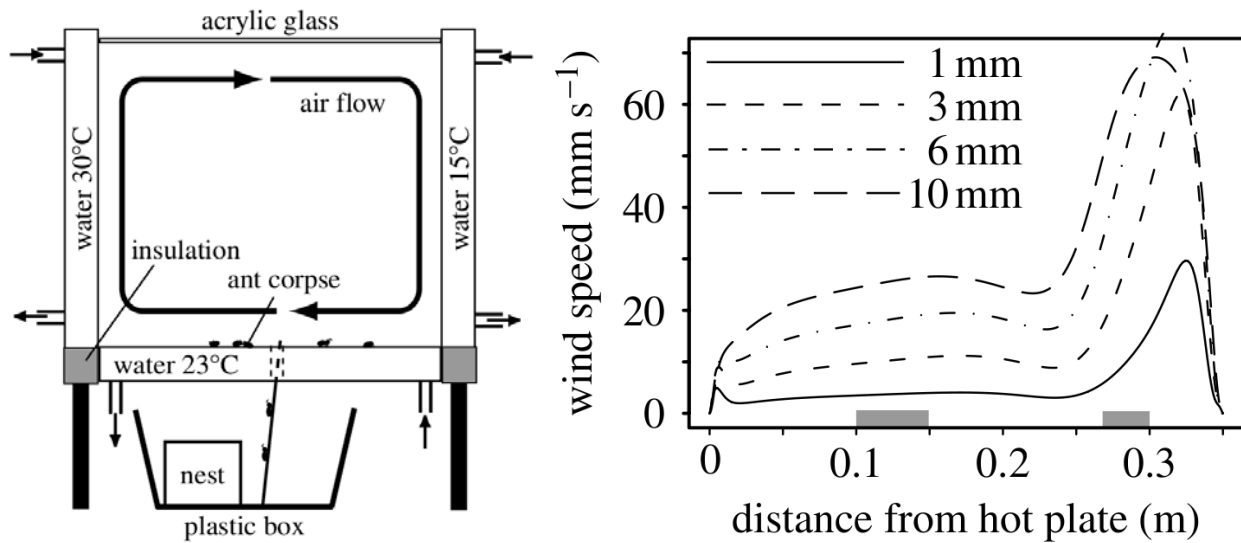 acrylic glass
water 30°C
air flow
water 15°C
insulation
ant corpse
water 23°C
nest
plastic box
wind speed (mm s⁻¹)
60
40
20
0
1 mm
3 mm
6 mm
10 mm
0
0.1
0.2
0.3
distance from hot plate (m)